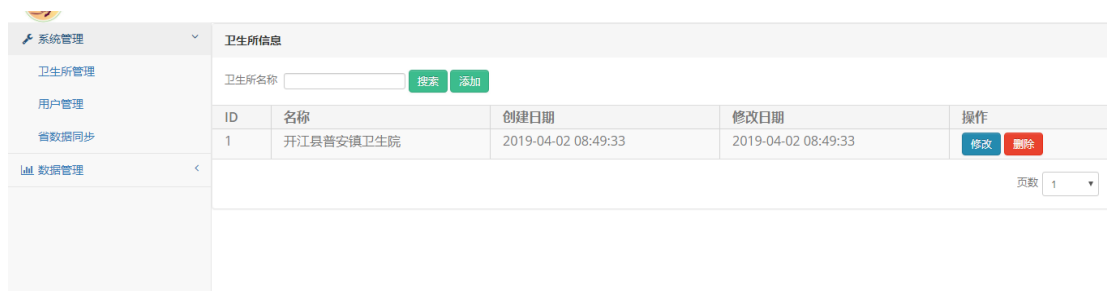 系统管理
卫生所管理
用户管理
省数据同步
数据管理
卫生所信息
卫生所名称 搜索 添加
ID 名称 创建日期 修改日期 操作
1 开江县普安镇卫生院 2019-04-02 08:49:33 2019-04-02 08:49:33 修改 删除
页数 1